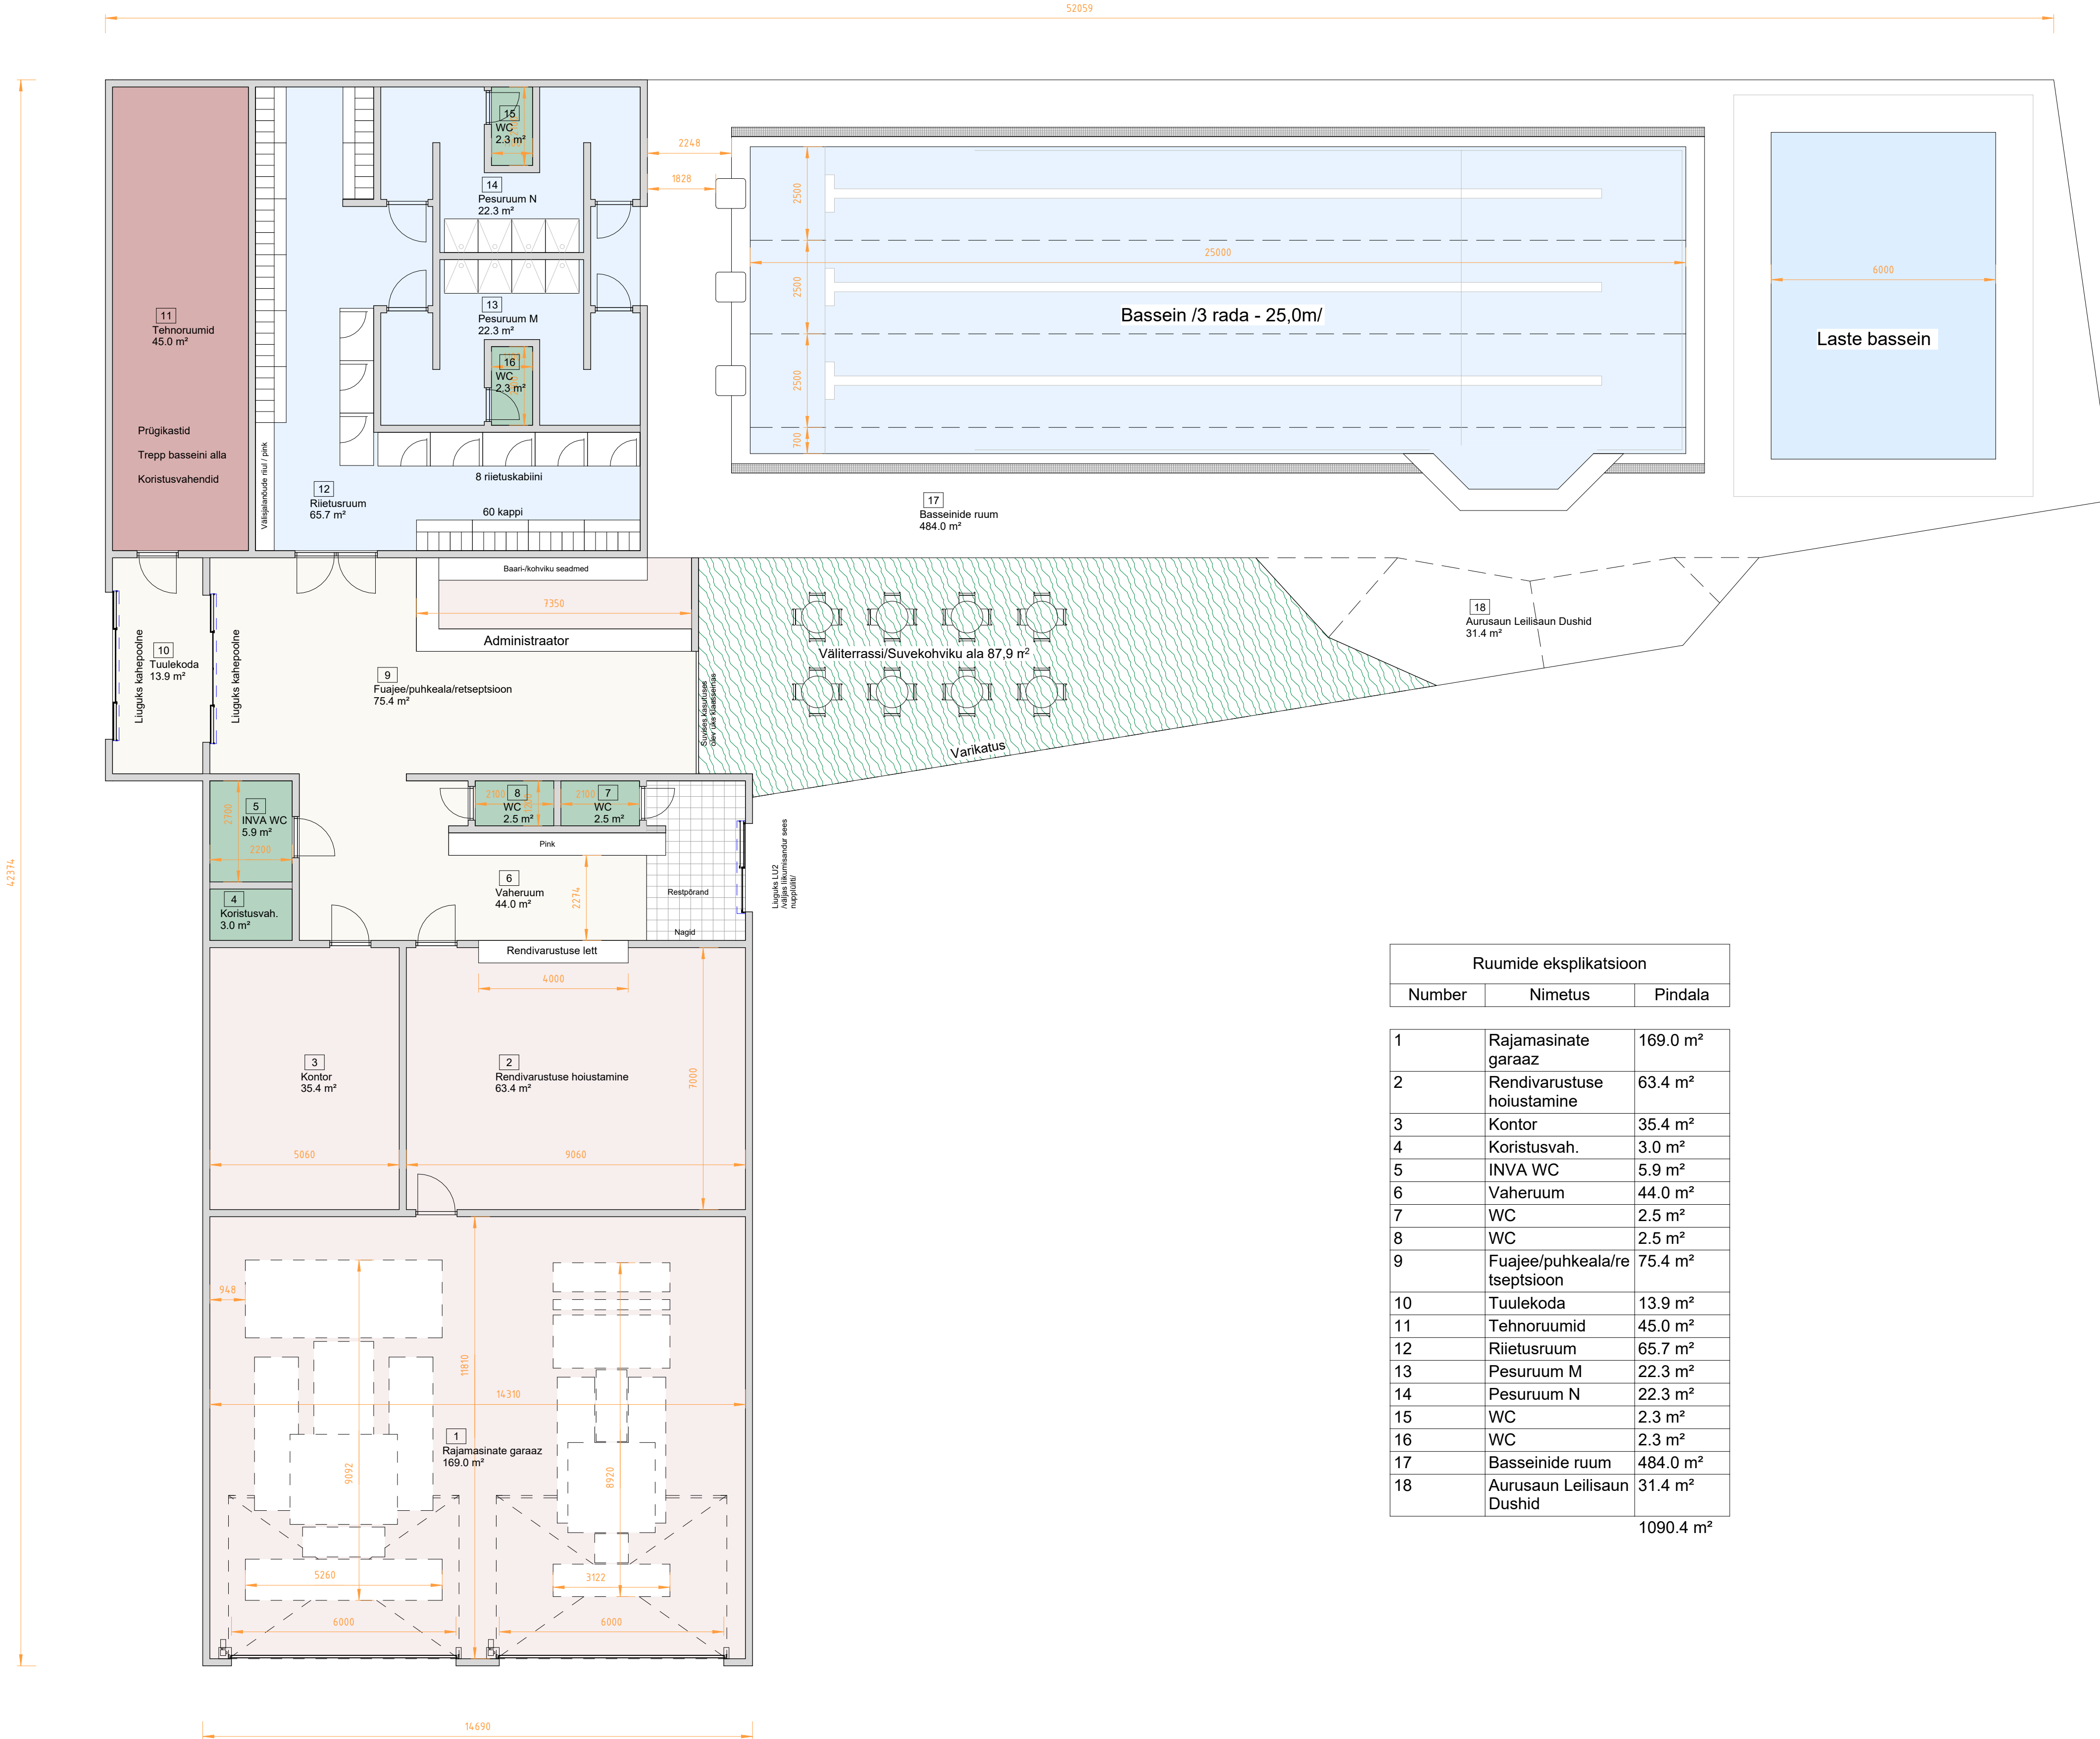 52059
42374
15
WC
2.3 m²
14
Pesuruum N
22.3 m²
13
Pesuruum M
22.3 m²
16
WC
2.3 m²
11
Tehnoruumid
45.0 m²
Prügikastid
Trepp basseini alla
Koristusvahendid
Välisjalanõude riiul / pink
12
Riietusruum
65.7 m²
8 riietuskabiini
60 kappi
2248
1828
2500
2500
2500
700
25000
Bassein /3 rada - 25,0m/
6000
Laste bassein
17
Basseinide ruum
484.0 m²
18
Aurusaun Leilisaun Dushid
31.4 m²
Baari-/kohviku seadmed
7350
Administraator
Väliterrassi/Suvekohviku ala 87,9 m²
Varikatus
10
Tuulekoda
13.9 m²
Liuguks kahepoolne
Liuguks kahepoolne
9
Fuajee/puhkeala/retseptsioon
75.4 m²
Suvises kasutuses
olev uks klaasseinas
5
INVA WC
5.9 m²
2700
2200
4
Koristusvah.
3.0 m²
8
WC
2.5 m²
2100
7
WC
2.5 m²
2100
Pink
6
Vaheruum
44.0 m²
2274
Restpõrand
Nagid
Liuguks LU2
/väljas liikumisandur sees
nupplüliti/
Rendivarustuse lett
4000
3
Kontor
35.4 m²
5060
2
Rendivarustuse hoiustamine
63.4 m²
9060
7000
948
11810
14310
1
Rajamasinate garaaz
169.0 m²
9092
8920
5260
3122
6000
6000
14690
Ruumide eksplikatsioon
Number Nimetus Pindala
1 Rajamasinate 169.0 m²
garaaz
2 Rendivarustuse 63.4 m²
hoiustamine
3 Kontor 35.4 m²
4 Koristusvah. 3.0 m²
5 INVA WC 5.9 m²
6 Vaheruum 44.0 m²
7 WC 2.5 m²
8 WC 2.5 m²
9 Fuajee/puhkeala/re 75.4 m²
tseptsioon
10 Tuulekoda 13.9 m²
11 Tehnoruumid 45.0 m²
12 Riietusruum 65.7 m²
13 Pesuruum M 22.3 m²
14 Pesuruum N 22.3 m²
15 WC 2.3 m²
16 WC 2.3 m²
17 Basseinide ruum 484.0 m²
18 Aurusaun Leilisaun 31.4 m²
Dushid
1090.4 m²